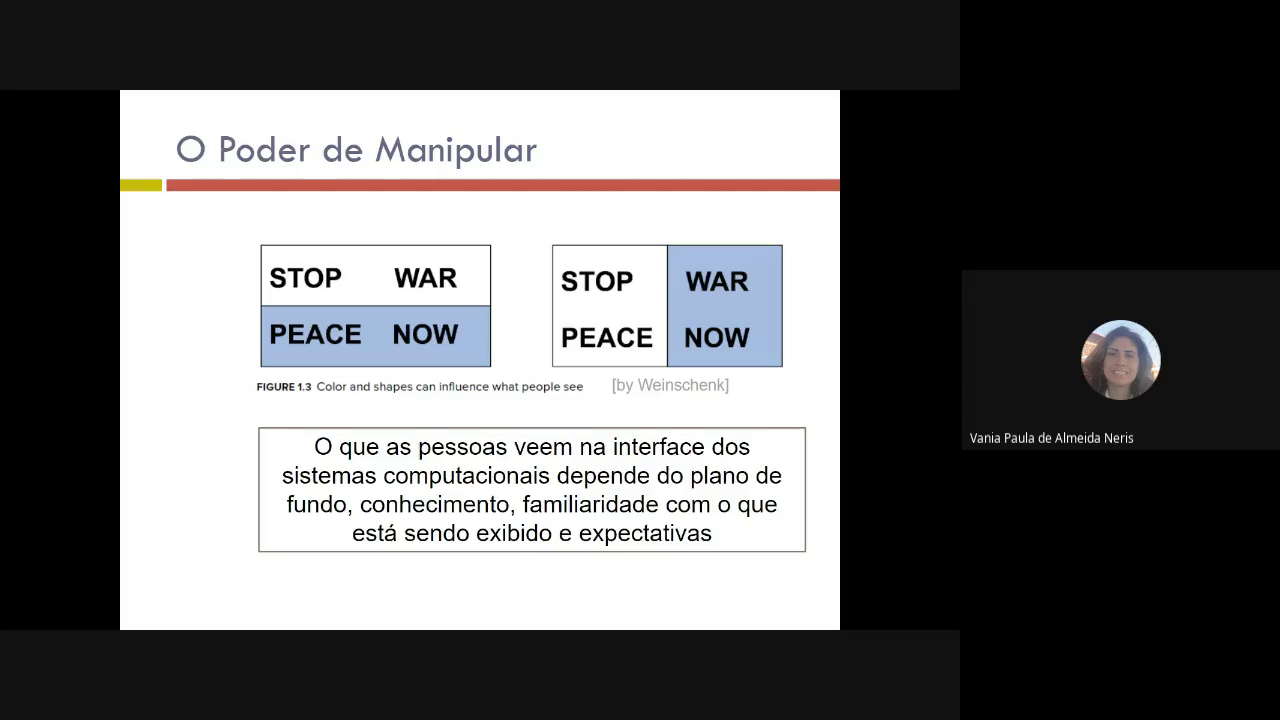 O Poder de Manipular
STOP WAR
PEACE NOW
STOP WAR
PEACE NOW
FIGURE 1.3 Color and shapes can influence what people see [by Weinschenk]
O que as pessoas veem na interface dos
sistemas computacionais depende do plano de
fundo, conhecimento, familiaridade com o que
está sendo exibido e expectativas
Vania Paula de Almeida Neris